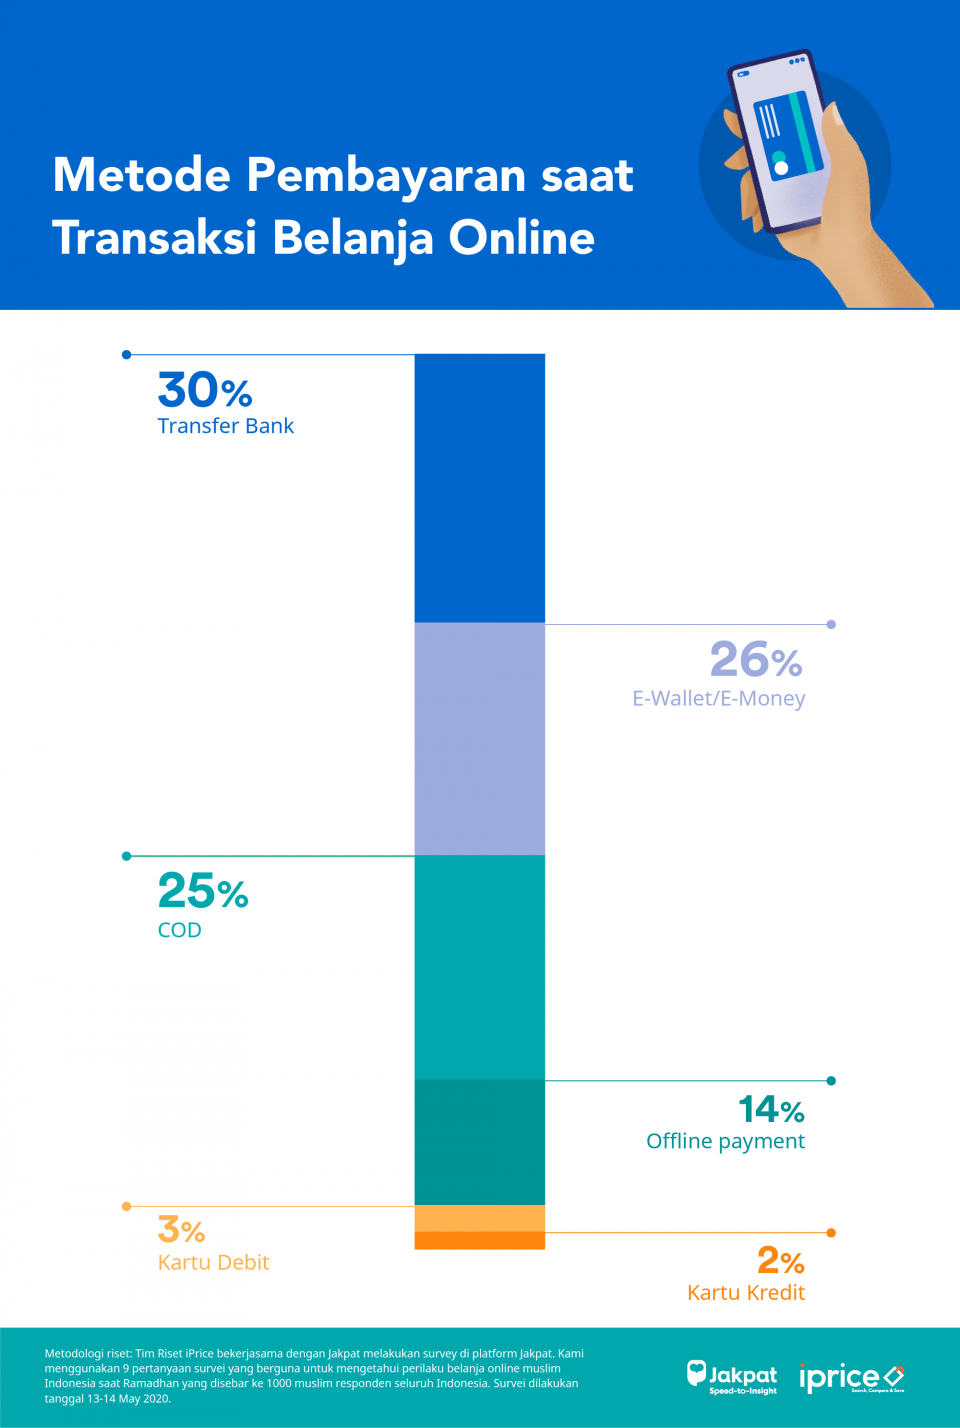 Metode Pembayaran saat
Transaksi Belanja Online
30%
Transfer Bank
26%
E-Wallet/E-Money
25%
COD
14%
Offline payment
3%
Kartu Debit
2%
Kartu Kredit
Metodologi riset: Tim Riset iPrice bekerjasama dengan Jakpat melakukan survey di platform Jakpat. Kami
menggunakan 9 pertanyaan survei yang berguna untuk mengetahui perilaku belanja online muslim
Indonesia saat Ramadhan yang disebar ke 1000 muslim responden seluruh Indonesia. Survei dilakukan
tanggal 13-14 May 2020.
Jakpat
Speed-to-Insight
iprice
Search, Compare & Save